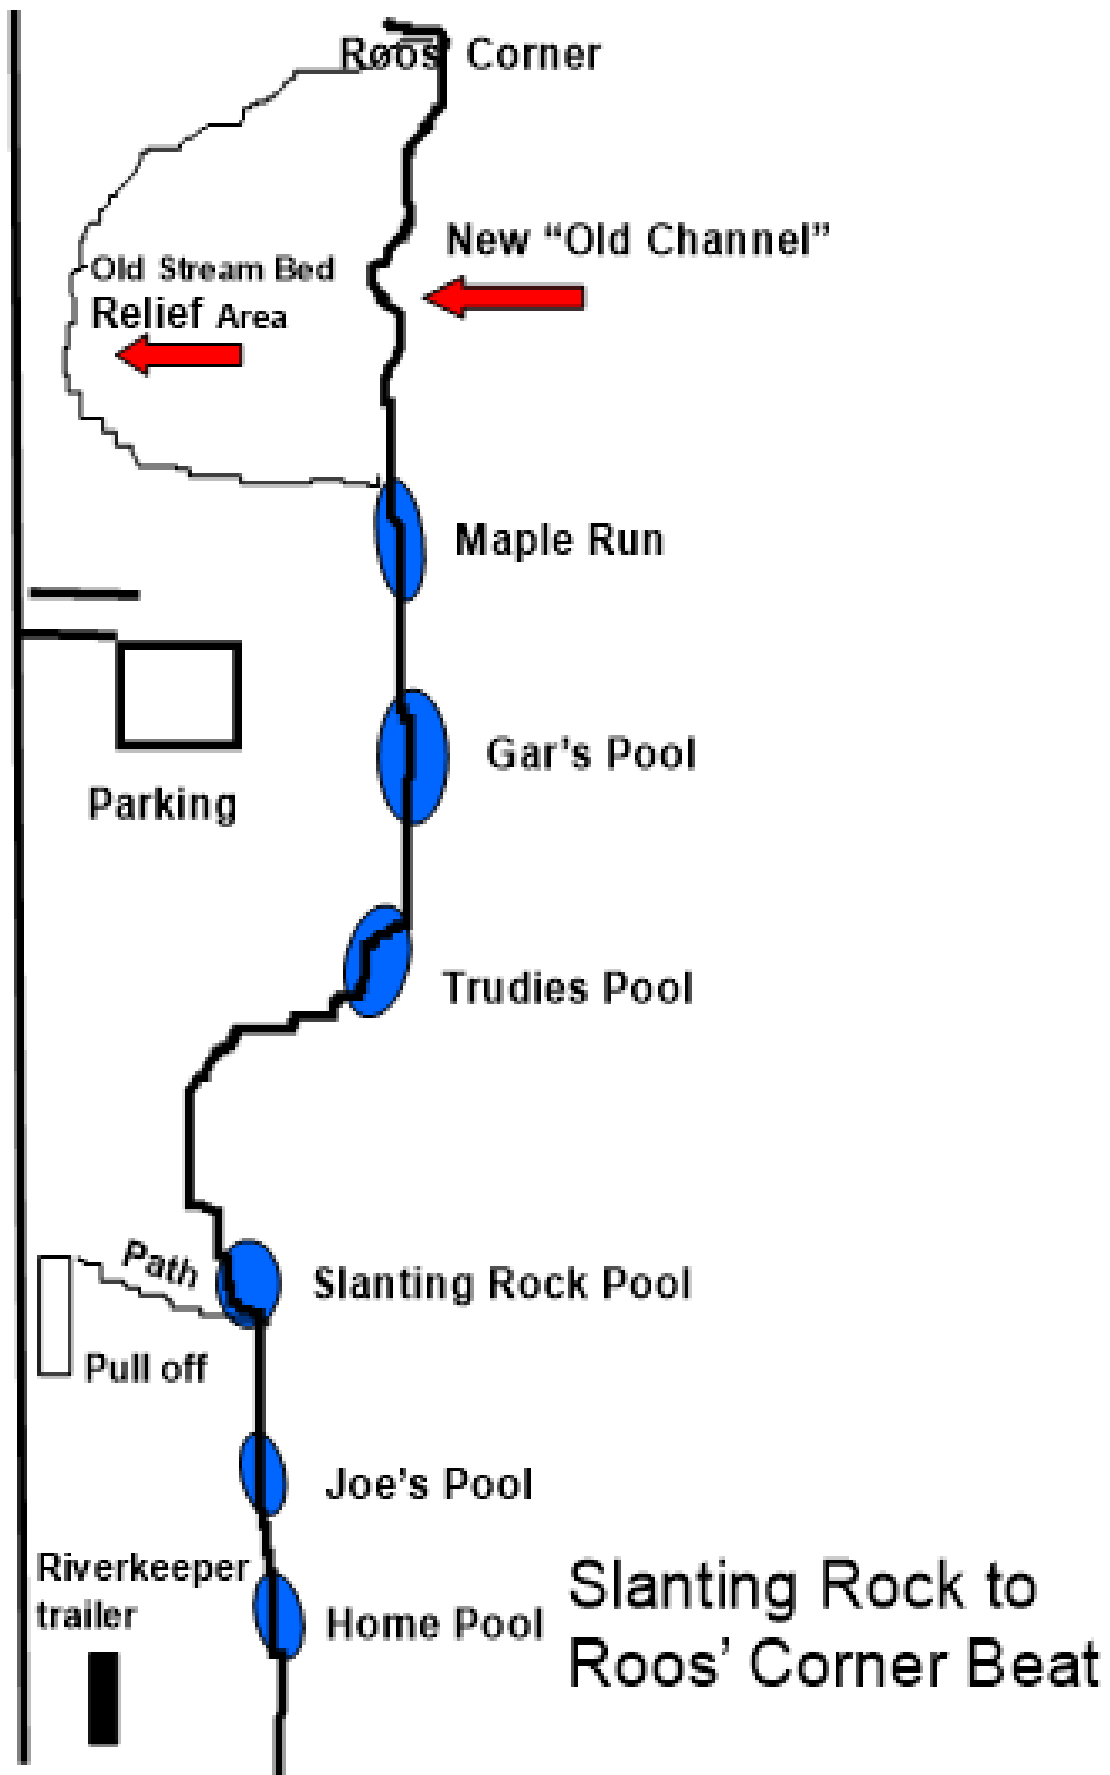 Roos' Corner
New “Old Channel”
Old Stream Bed
Relief Area
Maple Run
Gar's Pool
Parking
Trudies Pool
Path
Slanting Rock Pool
Pull off
Joe's Pool
Riverkeeper
trailer
Home Pool
Slanting Rock to
Roos’ Corner Beat